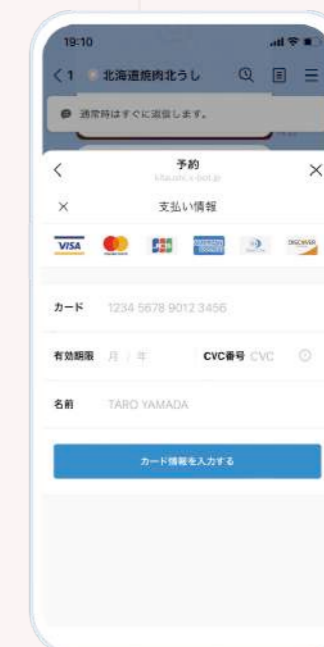 19:10
1 北海道焼肉北うし
通常時はすぐに返信します。
予約
支払い情報
VISA JCB DISCOVER
カード 1234 5678 9012 3456
有効期限 月 / 年 CVC番号 CVC
名前 TARO YAMADA
カード情報を入力する